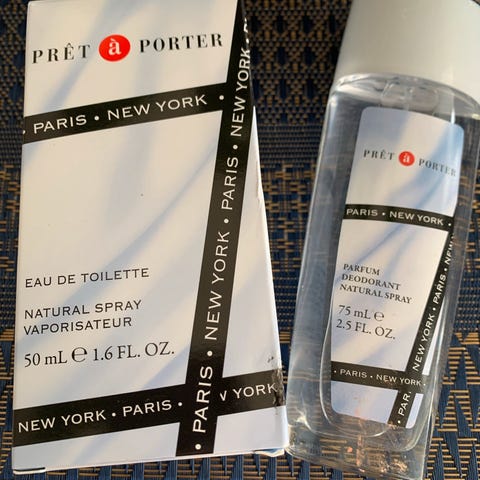 PRÊT à PORTER
PARIS • NEW YORK •
PARIS • NEW YORK • PARIS • NEW YORK
EAU DE TOILETTE
NATURAL SPRAY
VAPORISATEUR
50 mL ℮ 1.6 FL. OZ.
NEW YORK • PARIS •
W YORK
PRÊT à PORTER
PARIS • NEW YORK
PARFUM
DEODORANT
NATURAL SPRAY
75 mL ℮
2.5 FL. OZ.
PARIS • NEW YORK
PARIS • NEW YORK